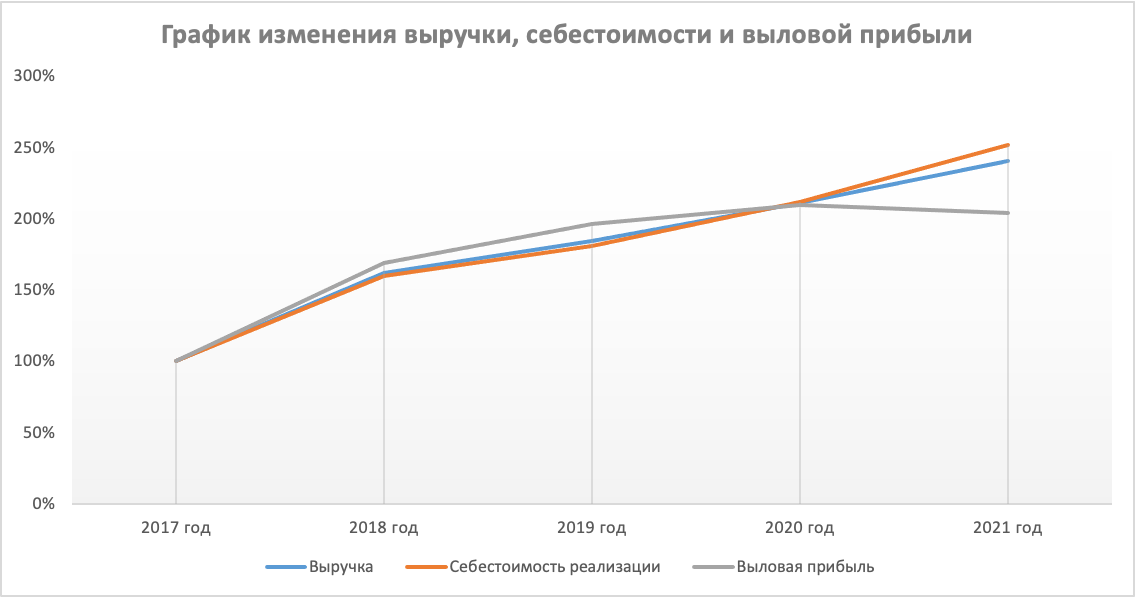 График изменения выручки, себестоимости и выловой прибыли
300%
250%
200%
150%
100%
50%
0%
2017 год 2018 год 2019 год 2020 год 2021 год
Выручка Себестоимость реализации Выловая прибыль